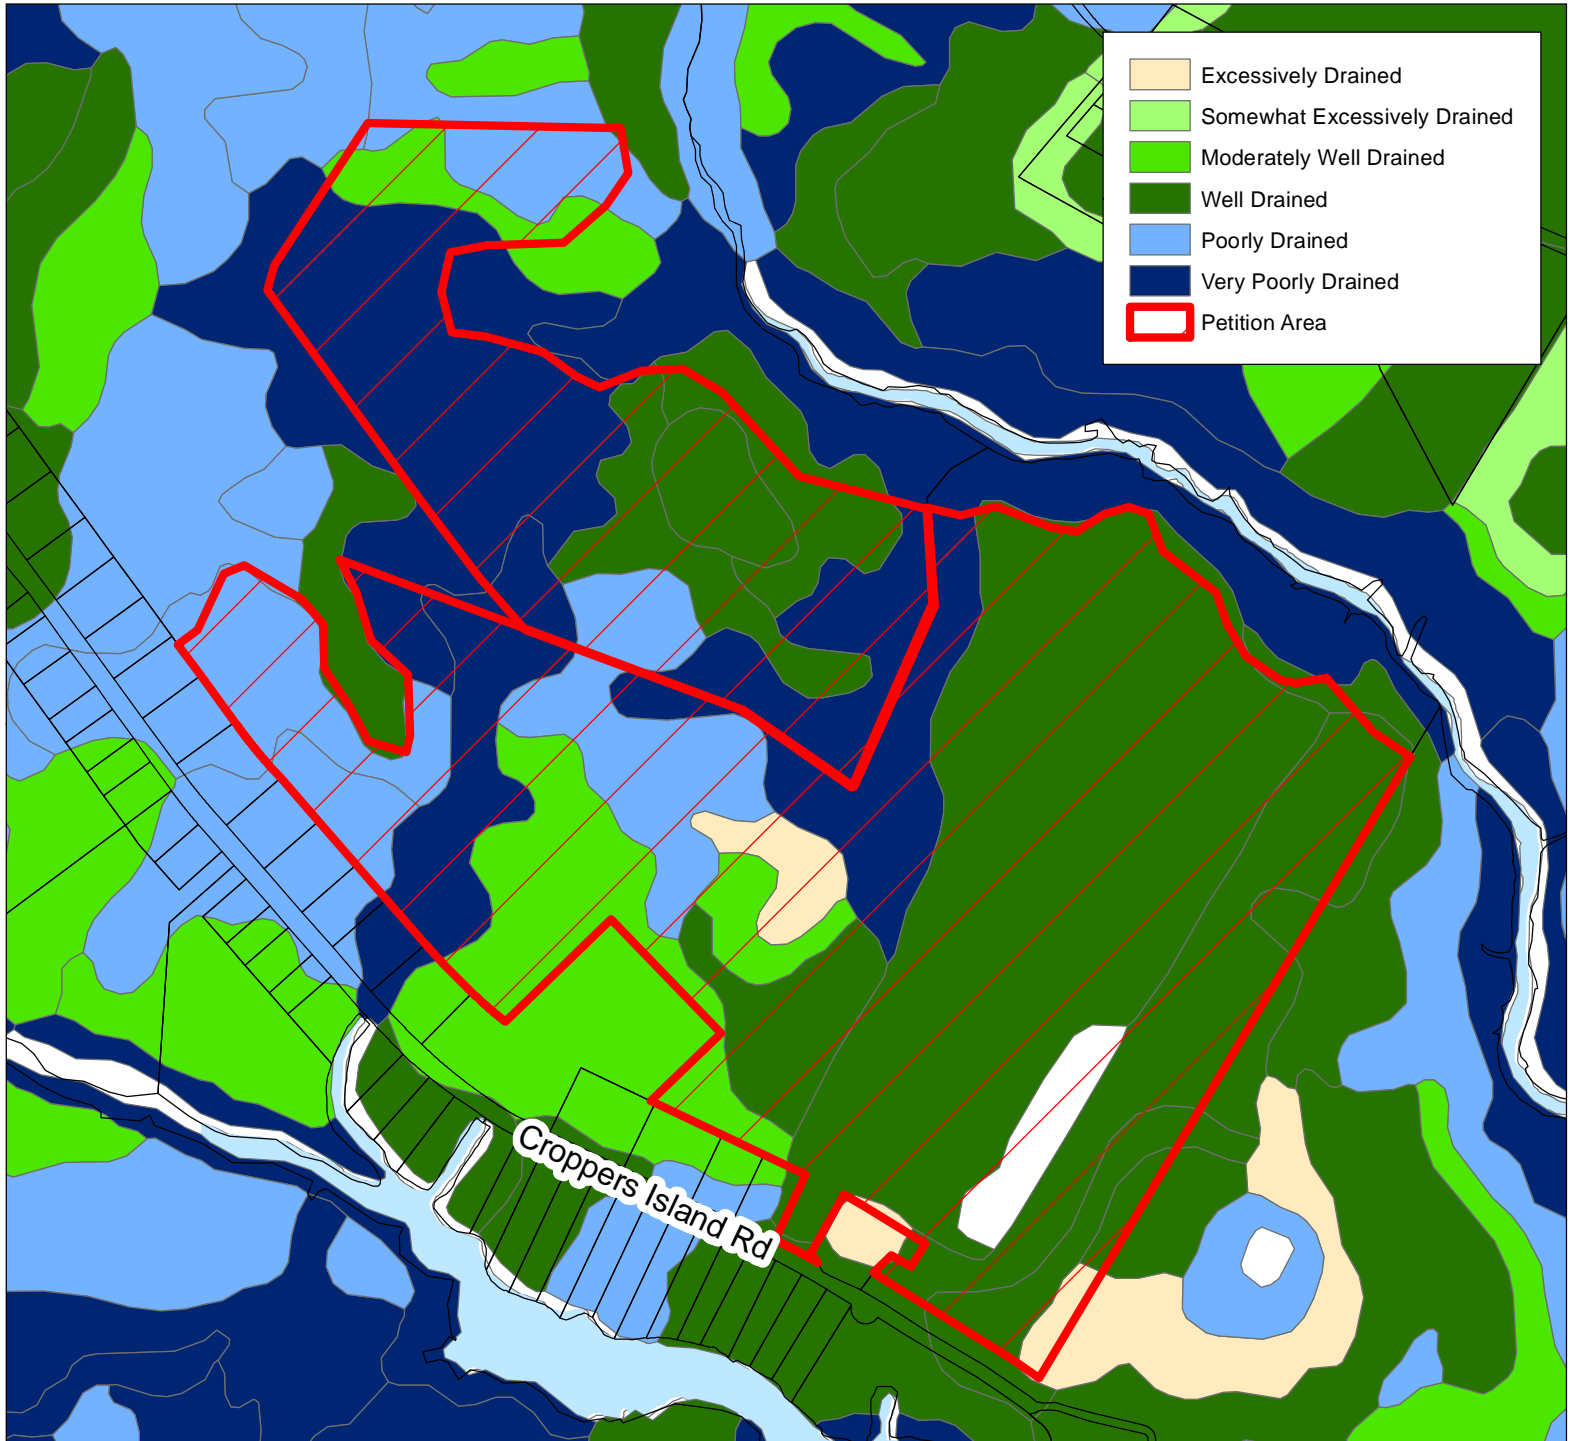 Excessively Drained
Somewhat Excessively Drained
Moderately Well Drained
Well Drained
Poorly Drained
Very Poorly Drained
Petition Area
Croppers Island Rd